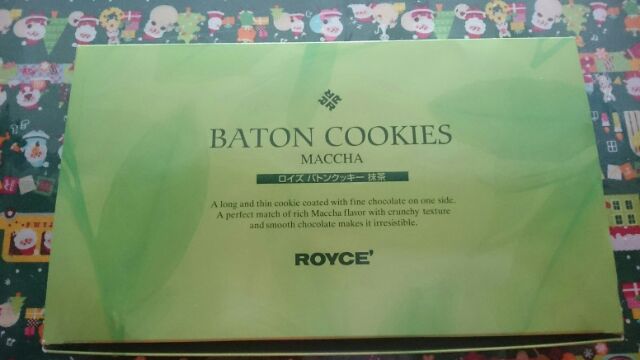 BATON COOKIES
MACCHA
ロイズ バトンクッキー 抹茶
A long and thin cookie coated with fine chocolate on one side.
A perfect match of rich Maccha flavor with crunchy texture
and smooth chocolate makes it irresistible.
ROYCE'